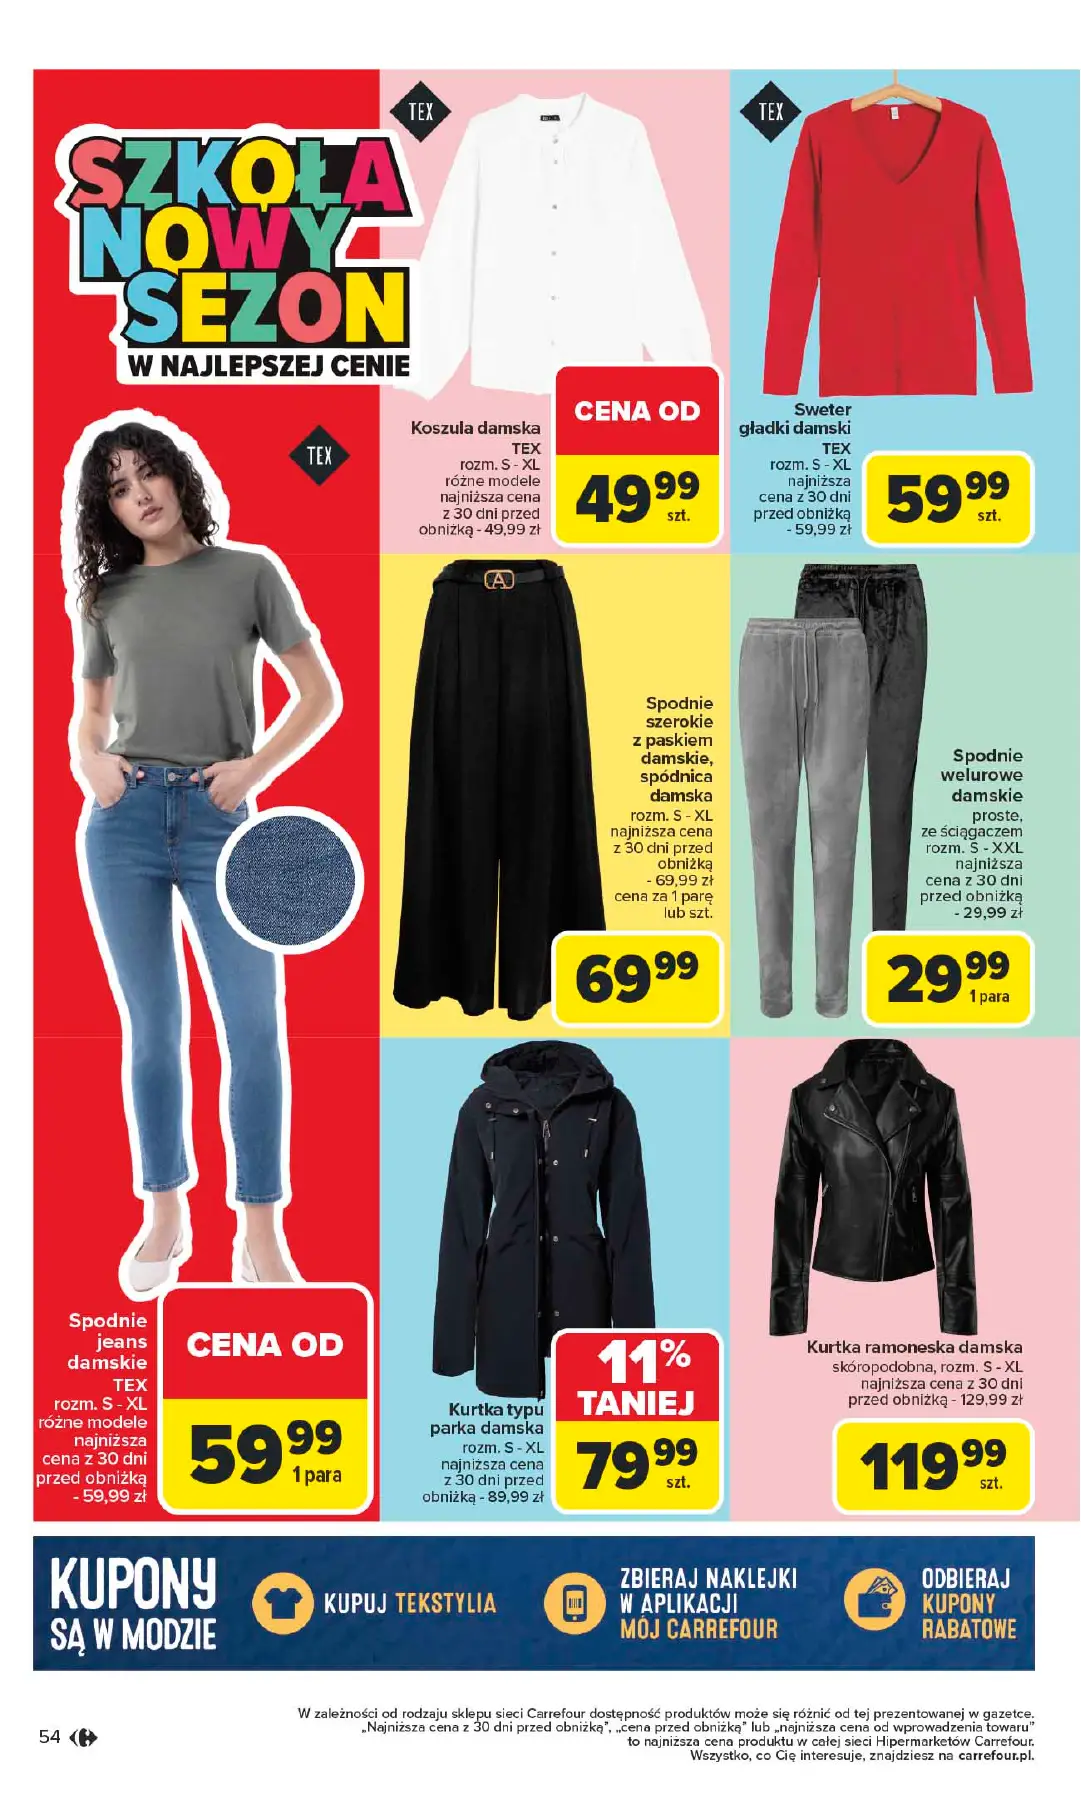 SZKOŁA
NOWY
SEZON
W NAJLEPSZEJ CENIE
TEX
Koszula damska
TEX
rozm. S - XL
różne modele
najniższa cena
z 30 dni przed
obniżką - 49,99 zł
CENA OD
49 99
szt.
TEX
Sweter
gładki damski
TEX
rozm. S - XL
najniższa
cena z 30 dni
przed obniżką
- 59,99 zł
59 99
szt.
TEX
Spodnie
jeans
damskie
TEX
rozm. S - XL
różne modele
najniższa
cena z 30 dni
przed obniżką
- 59,99 zł
CENA OD
59 99
1 para
A
Spodnie
szerokie
z paskiem
damskie,
spódnica
damska
rozm. S - XL
najniższa cena
z 30 dni przed
obniżką
- 69,99 zł
cena za 1 parę
lub szt.
69 99
Spodnie
welurowe
damskie
proste,
ze ściągaczem
rozm. S - XXL
najniższa
cena z 30 dni
przed obniżką
- 29,99 zł
29 99
1 para
Kurtka typu
parka damska
rozm. S - XL
najniższa cena
z 30 dni przed
obniżką - 89,99 zł
11%
TANIEJ
79 99
szt.
Kurtka ramoneska damska
skóropodobna, rozm. S - XL
najniższa cena z 30 dni
przed obniżką - 129,99 zł
119 99
szt.
KUPONY
SĄ W MODZIE
KUPUJ TEKSTYLIA
ZBIERAJ NAKLEJKI
W APLIKACJI
MÓJ CARREFOUR
ODBIERAJ
KUPONY
RABATOWE
W zależności od rodzaju sklepu sieci Carrefour dostępność produktów może się różnić od tej prezentowanej w gazetce.
„Najniższa cena z 30 dni przed obniżką”, „cena przed obniżką” lub „najniższa cena od wprowadzenia towaru”
to najniższa cena produktu w całej sieci Hipermarketów Carrefour.
Wszystko, co Cię interesuje, znajdziesz na carrefour.pl.
54